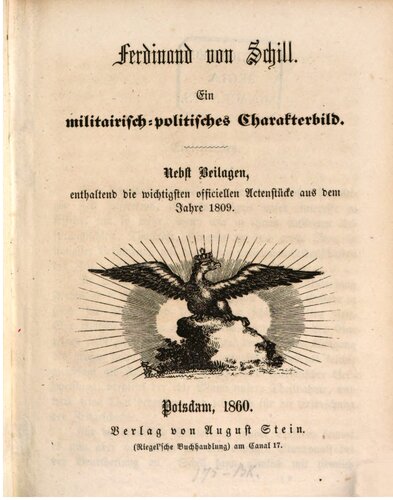 Ferdinand von Schill.
Ein
militairisch=politisches Charakterbild.
Nebst Beilagen,
enthaltend die wichtigsten officiellen Actenstücke aus dem
Jahre 1809.
Potsdam, 1860.
Verlag von August Stein.
(Riegel'sche Buchhandlung) am Canal 17.